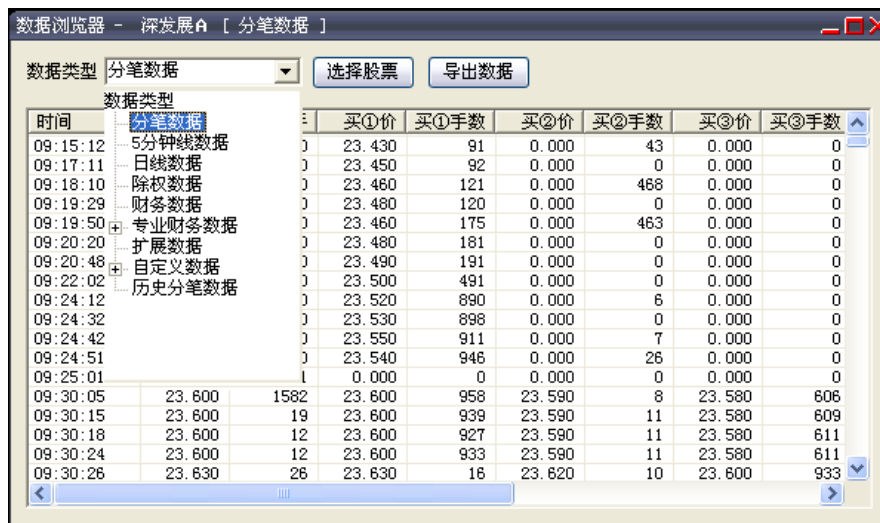 数据浏览器 - 深发展A [ 分笔数据 ]
数据类型 分笔数据 选择股票 导出数据
数据类型
分笔数据
5分钟线数据
日线数据
除权数据
财务数据
专业财务数据
扩展数据
自定义数据
历史分笔数据
时间 买①价 买①手数 买②价 买②手数 买③价 买③手数
09:15:12 23.430 91 0.000 43 0.000 0
09:17:11 23.450 92 0.000 0 0.000 0
09:18:10 23.460 121 0.000 468 0.000 0
09:19:29 23.480 120 0.000 0 0.000 0
09:19:50 23.460 175 0.000 463 0.000 0
09:20:20 23.480 181 0.000 0 0.000 0
09:20:48 23.490 191 0.000 0 0.000 0
09:22:02 23.500 491 0.000 0 0.000 0
09:24:12 23.520 890 0.000 6 0.000 0
09:24:32 23.530 898 0.000 0 0.000 0
09:24:42 23.550 911 0.000 7 0.000 0
09:24:51 23.540 946 0.000 26 0.000 0
09:25:01 0.000 0 0.000 0 0.000 0
09:30:05 23.600 1582 23.600 958 23.590 8 23.580 606
09:30:15 23.600 19 23.600 939 23.590 11 23.580 609
09:30:18 23.600 12 23.600 927 23.590 11 23.580 611
09:30:24 23.600 12 23.600 933 23.590 11 23.580 611
09:30:26 23.630 26 23.630 16 23.620 10 23.600 933